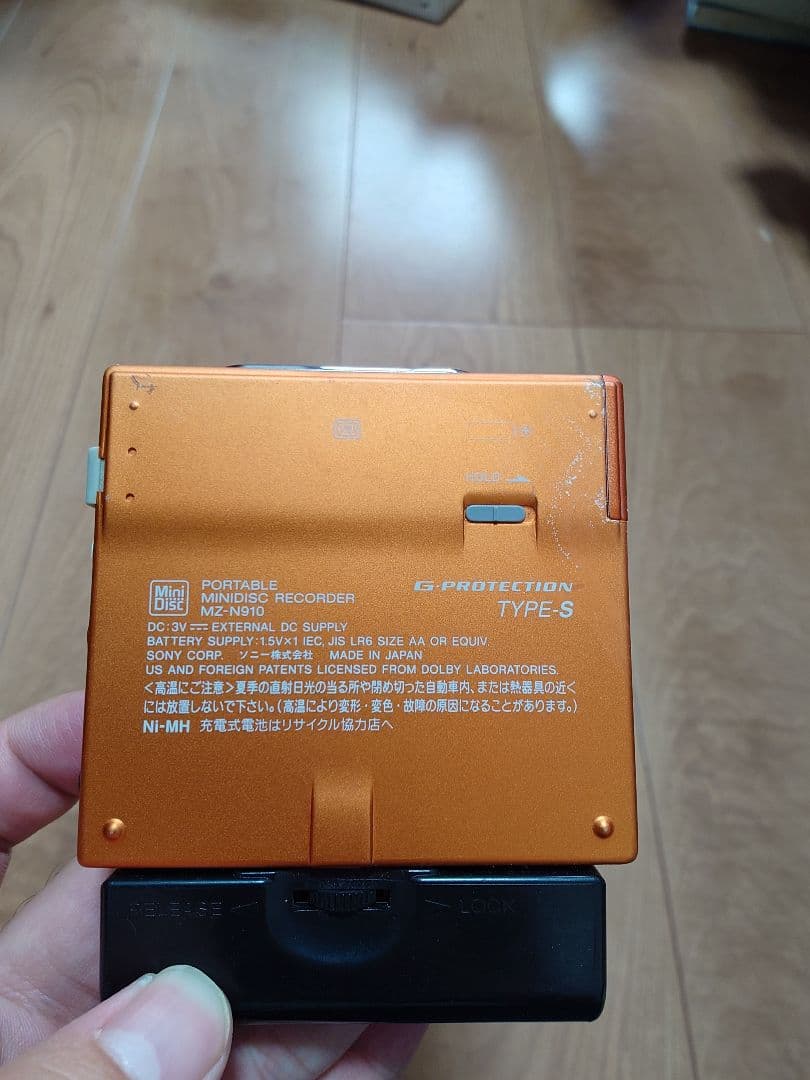 HOLD
Mini Disc
PORTABLE
MINIDISC RECORDER
MZ-N910
G-PROTECTION
TYPE-S
DC:3V EXTERNAL DC SUPPLY
BATTERY SUPPLY:1.5V×1 IEC, JIS LR6 SIZE AA OR EQUIV.
SONY CORP. ソニー株式会社 MADE IN JAPAN
US AND FOREIGN PATENTS LICENSED FROM DOLBY LABORATORIES.
<高温にご注意>夏季の直射日光の当る所や閉め切った自動車内、または熱器具の近く
には放置しないで下さい。(高温により変形・変色・故障の原因になることがあります。)
Ni-MH 充電式電池はリサイクル協力店へ
RELEASE LOCK